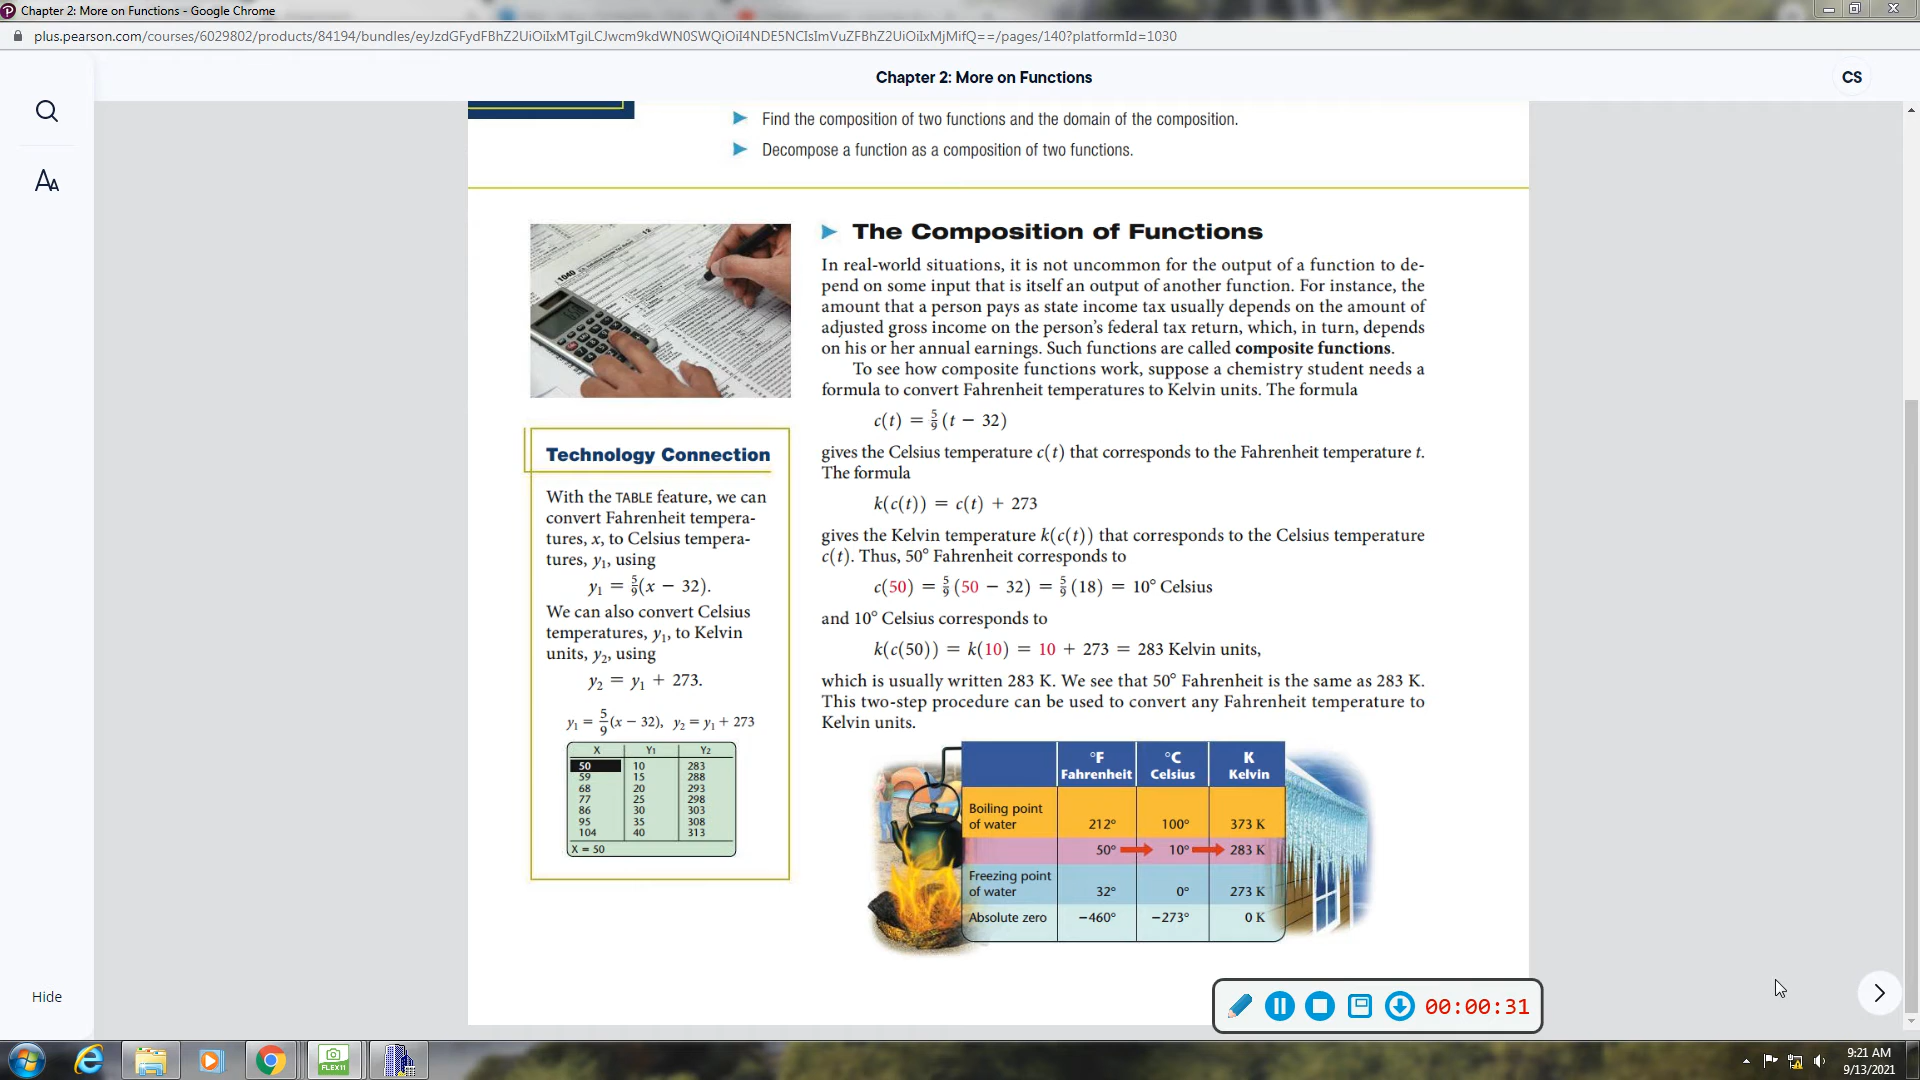 Chapter 2: More on Functions - Google Chrome
plus.pearson.com/courses/6029802/products/84194/bundles/eyJzdGFydFBhZ2UiOiIxMTgiLCJwcm9kdWN0SWQiOiI4NDE5NCIsImVuZFBhZ2UiOiIxMjMifQ==/pages/140?platformId=1030
Chapter 2: More on Functions
CS
Find the composition of two functions and the domain of the composition.
Decompose a function as a composition of two functions.
The Composition of Functions
In real-world situations, it is not uncommon for the output of a function to de-
pend on some input that is itself an output of another function. For instance, the
amount that a person pays as state income tax usually depends on the amount of
adjusted gross income on the person's federal tax return, which, in turn, depends
on his or her annual earnings. Such functions are called composite functions.
To see how composite functions work, suppose a chemistry student needs a
formula to convert Fahrenheit temperatures to Kelvin units. The formula
c(t) = 5/9 (t − 32)
gives the Celsius temperature c(t) that corresponds to the Fahrenheit temperature t.
The formula
k(c(t)) = c(t) + 273
gives the Kelvin temperature k(c(t)) that corresponds to the Celsius temperature
c(t). Thus, 50° Fahrenheit corresponds to
c(50) = 5/9 (50 − 32) = 5/9 (18) = 10° Celsius
and 10° Celsius corresponds to
k(c(50)) = k(10) = 10 + 273 = 283 Kelvin units,
which is usually written 283 K. We see that 50° Fahrenheit is the same as 283 K.
This two-step procedure can be used to convert any Fahrenheit temperature to
Kelvin units.
1040
Technology Connection
With the TABLE feature, we can
convert Fahrenheit tempera-
tures, x, to Celsius tempera-
tures, y₁, using
y₁ = 5/9(x − 32).
We can also convert Celsius
temperatures, y₁, to Kelvin
units, y₂, using
y₂ = y₁ + 273.
y₁ = 5/9(x − 32), y₂ = y₁ + 273
X Y1 Y2
50 10 283
59 15 288
68 20 293
77 25 298
86 30 303
95 35 308
104 40 313
X = 50
°F °C K
Fahrenheit Celsius Kelvin
Boiling point
of water 212° 100° 373 K
50° 10° 283 K
Freezing point
of water 32° 0° 273 K
Absolute zero −460° −273° 0 K
Hide
00:00:31
FLEX11
9:21 AM
9/13/2021